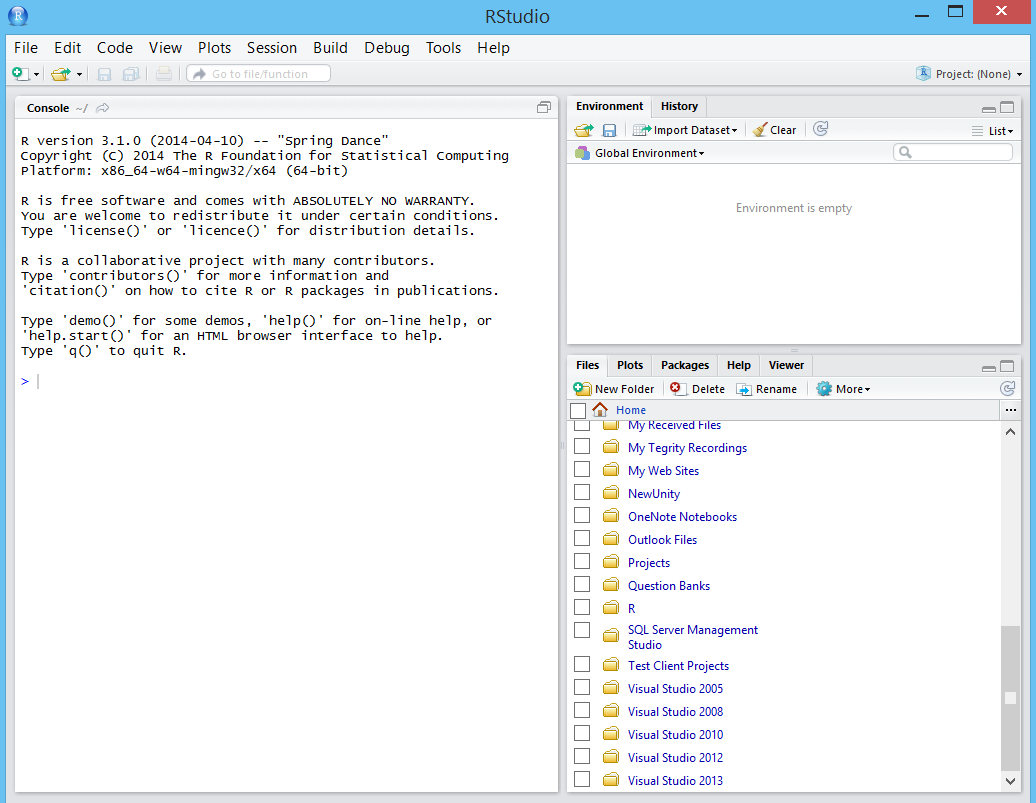 RStudio
File Edit Code View Plots Session Build Debug Tools Help
Go to file/function
Project: (None)
Console ~/
R version 3.1.0 (2014-04-10) -- "Spring Dance"
Copyright (C) 2014 The R Foundation for Statistical Computing
Platform: x86_64-w64-mingw32/x64 (64-bit)
R is free software and comes with ABSOLUTELY NO WARRANTY.
You are welcome to redistribute it under certain conditions.
Type 'license()' or 'licence()' for distribution details.
R is a collaborative project with many contributors.
Type 'contributors()' for more information and
'citation()' on how to cite R or R packages in publications.
Type 'demo()' for some demos, 'help()' for on-line help, or
'help.start()' for an HTML browser interface to help.
Type 'q()' to quit R.
>
Environment History
Import Dataset Clear List
Global Environment
Environment is empty
Files Plots Packages Help Viewer
New Folder Delete Rename More
Home ...
My Received Files
My Tegrity Recordings
My Web Sites
NewUnity
OneNote Notebooks
Outlook Files
Projects
Question Banks
R
SQL Server Management
Studio
Test Client Projects
Visual Studio 2005
Visual Studio 2008
Visual Studio 2010
Visual Studio 2012
Visual Studio 2013